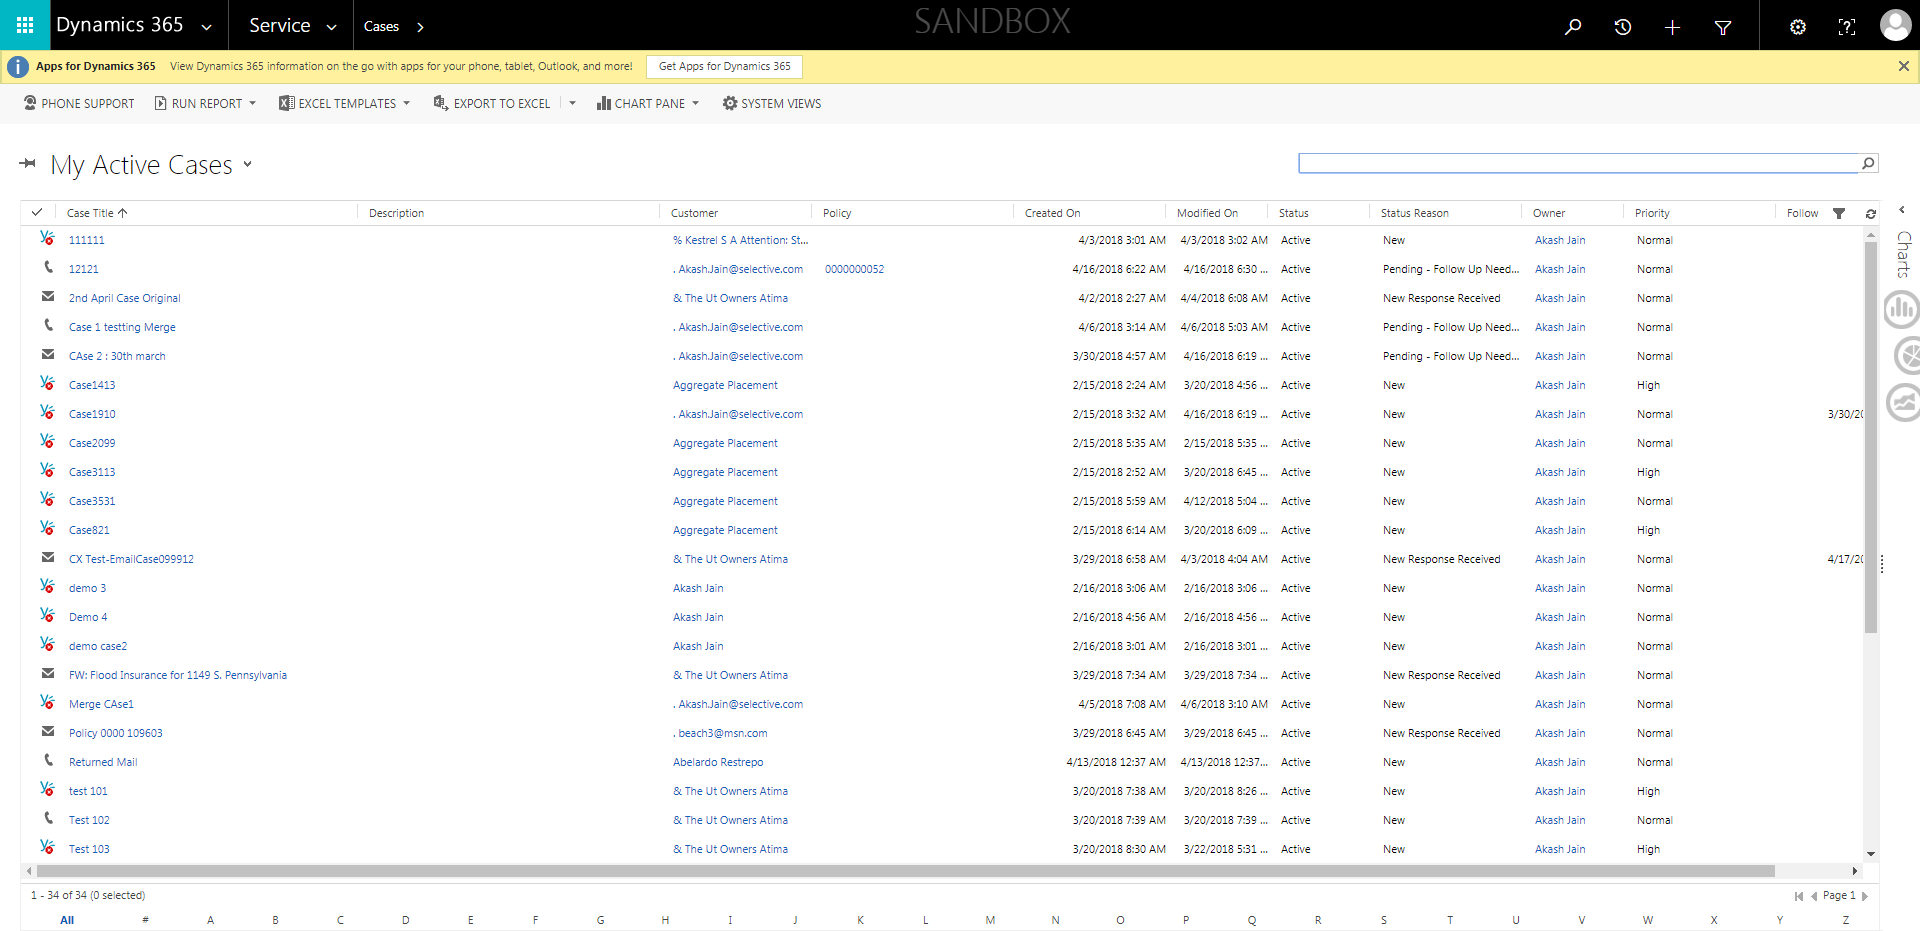 Dynamics 365 Service Cases SANDBOX
Apps for Dynamics 365 View Dynamics 365 information on the go with apps for your phone, tablet, Outlook, and more! Get Apps for Dynamics 365
PHONE SUPPORT RUN REPORT EXCEL TEMPLATES EXPORT TO EXCEL CHART PANE SYSTEM VIEWS
My Active Cases
Case Title Description Customer Policy Created On Modified On Status Status Reason Owner Priority Follow
111111 % Kestrel S A Attention: St... 4/3/2018 3:01 AM 4/3/2018 3:02 AM Active New Akash Jain Normal
12121 . Akash.Jain@selective.com 0000000052 4/16/2018 6:22 AM 4/16/2018 6:30 ... Active Pending - Follow Up Need... Akash Jain Normal
2nd April Case Original & The Ut Owners Atima 4/2/2018 2:27 AM 4/4/2018 6:08 AM Active New Response Received Akash Jain Normal
Case 1 testting Merge . Akash.Jain@selective.com 4/6/2018 3:14 AM 4/6/2018 5:03 AM Active Pending - Follow Up Need... Akash Jain Normal
CAse 2 : 30th march . Akash.Jain@selective.com 3/30/2018 4:57 AM 4/16/2018 6:19 ... Active Pending - Follow Up Need... Akash Jain Normal
Case1413 Aggregate Placement 2/15/2018 2:24 AM 3/20/2018 4:56 ... Active New Akash Jain High
Case1910 . Akash.Jain@selective.com 2/15/2018 3:32 AM 4/16/2018 6:19 ... Active New Akash Jain Normal 3/30/20
Case2099 Aggregate Placement 2/15/2018 5:35 AM 2/15/2018 5:35 ... Active New Akash Jain Normal
Case3113 Aggregate Placement 2/15/2018 2:52 AM 3/20/2018 6:45 ... Active New Akash Jain High
Case3531 Aggregate Placement 2/15/2018 5:59 AM 4/12/2018 5:04 ... Active New Akash Jain Normal
Case821 Aggregate Placement 2/15/2018 6:14 AM 3/20/2018 6:09 ... Active New Akash Jain High
CX Test-EmailCase099912 & The Ut Owners Atima 3/29/2018 6:58 AM 4/3/2018 4:04 AM Active New Response Received Akash Jain Normal 4/17/20
demo 3 Akash Jain 2/16/2018 3:06 AM 2/16/2018 3:06 ... Active New Akash Jain Normal
Demo 4 Akash Jain 2/16/2018 4:56 AM 2/16/2018 4:56 ... Active New Akash Jain Normal
demo case2 Akash Jain 2/16/2018 3:01 AM 2/16/2018 3:01 ... Active New Akash Jain Normal
FW: Flood Insurance for 1149 S. Pennsylvania & The Ut Owners Atima 3/29/2018 7:34 AM 3/29/2018 7:34 ... Active New Response Received Akash Jain Normal
Merge CAse1 . Akash.Jain@selective.com 4/5/2018 7:08 AM 4/6/2018 3:10 AM Active New Akash Jain Normal
Policy 0000 109603 . beach3@msn.com 3/29/2018 6:45 AM 3/29/2018 6:45 ... Active New Response Received Akash Jain Normal
Returned Mail Abelardo Restrepo 4/13/2018 12:37 AM 4/13/2018 12:37... Active New Akash Jain Normal
test 101 & The Ut Owners Atima 3/20/2018 7:38 AM 3/20/2018 8:26 ... Active New Akash Jain High
Test 102 & The Ut Owners Atima 3/20/2018 7:39 AM 3/20/2018 7:39 ... Active New Akash Jain Normal
Test 103 & The Ut Owners Atima 3/20/2018 8:30 AM 3/22/2018 5:31 ... Active New Akash Jain High
Charts
1 - 34 of 34 (0 selected) Page 1
All # A B C D E F G H I J K L M N O P Q R S T U V W X Y Z